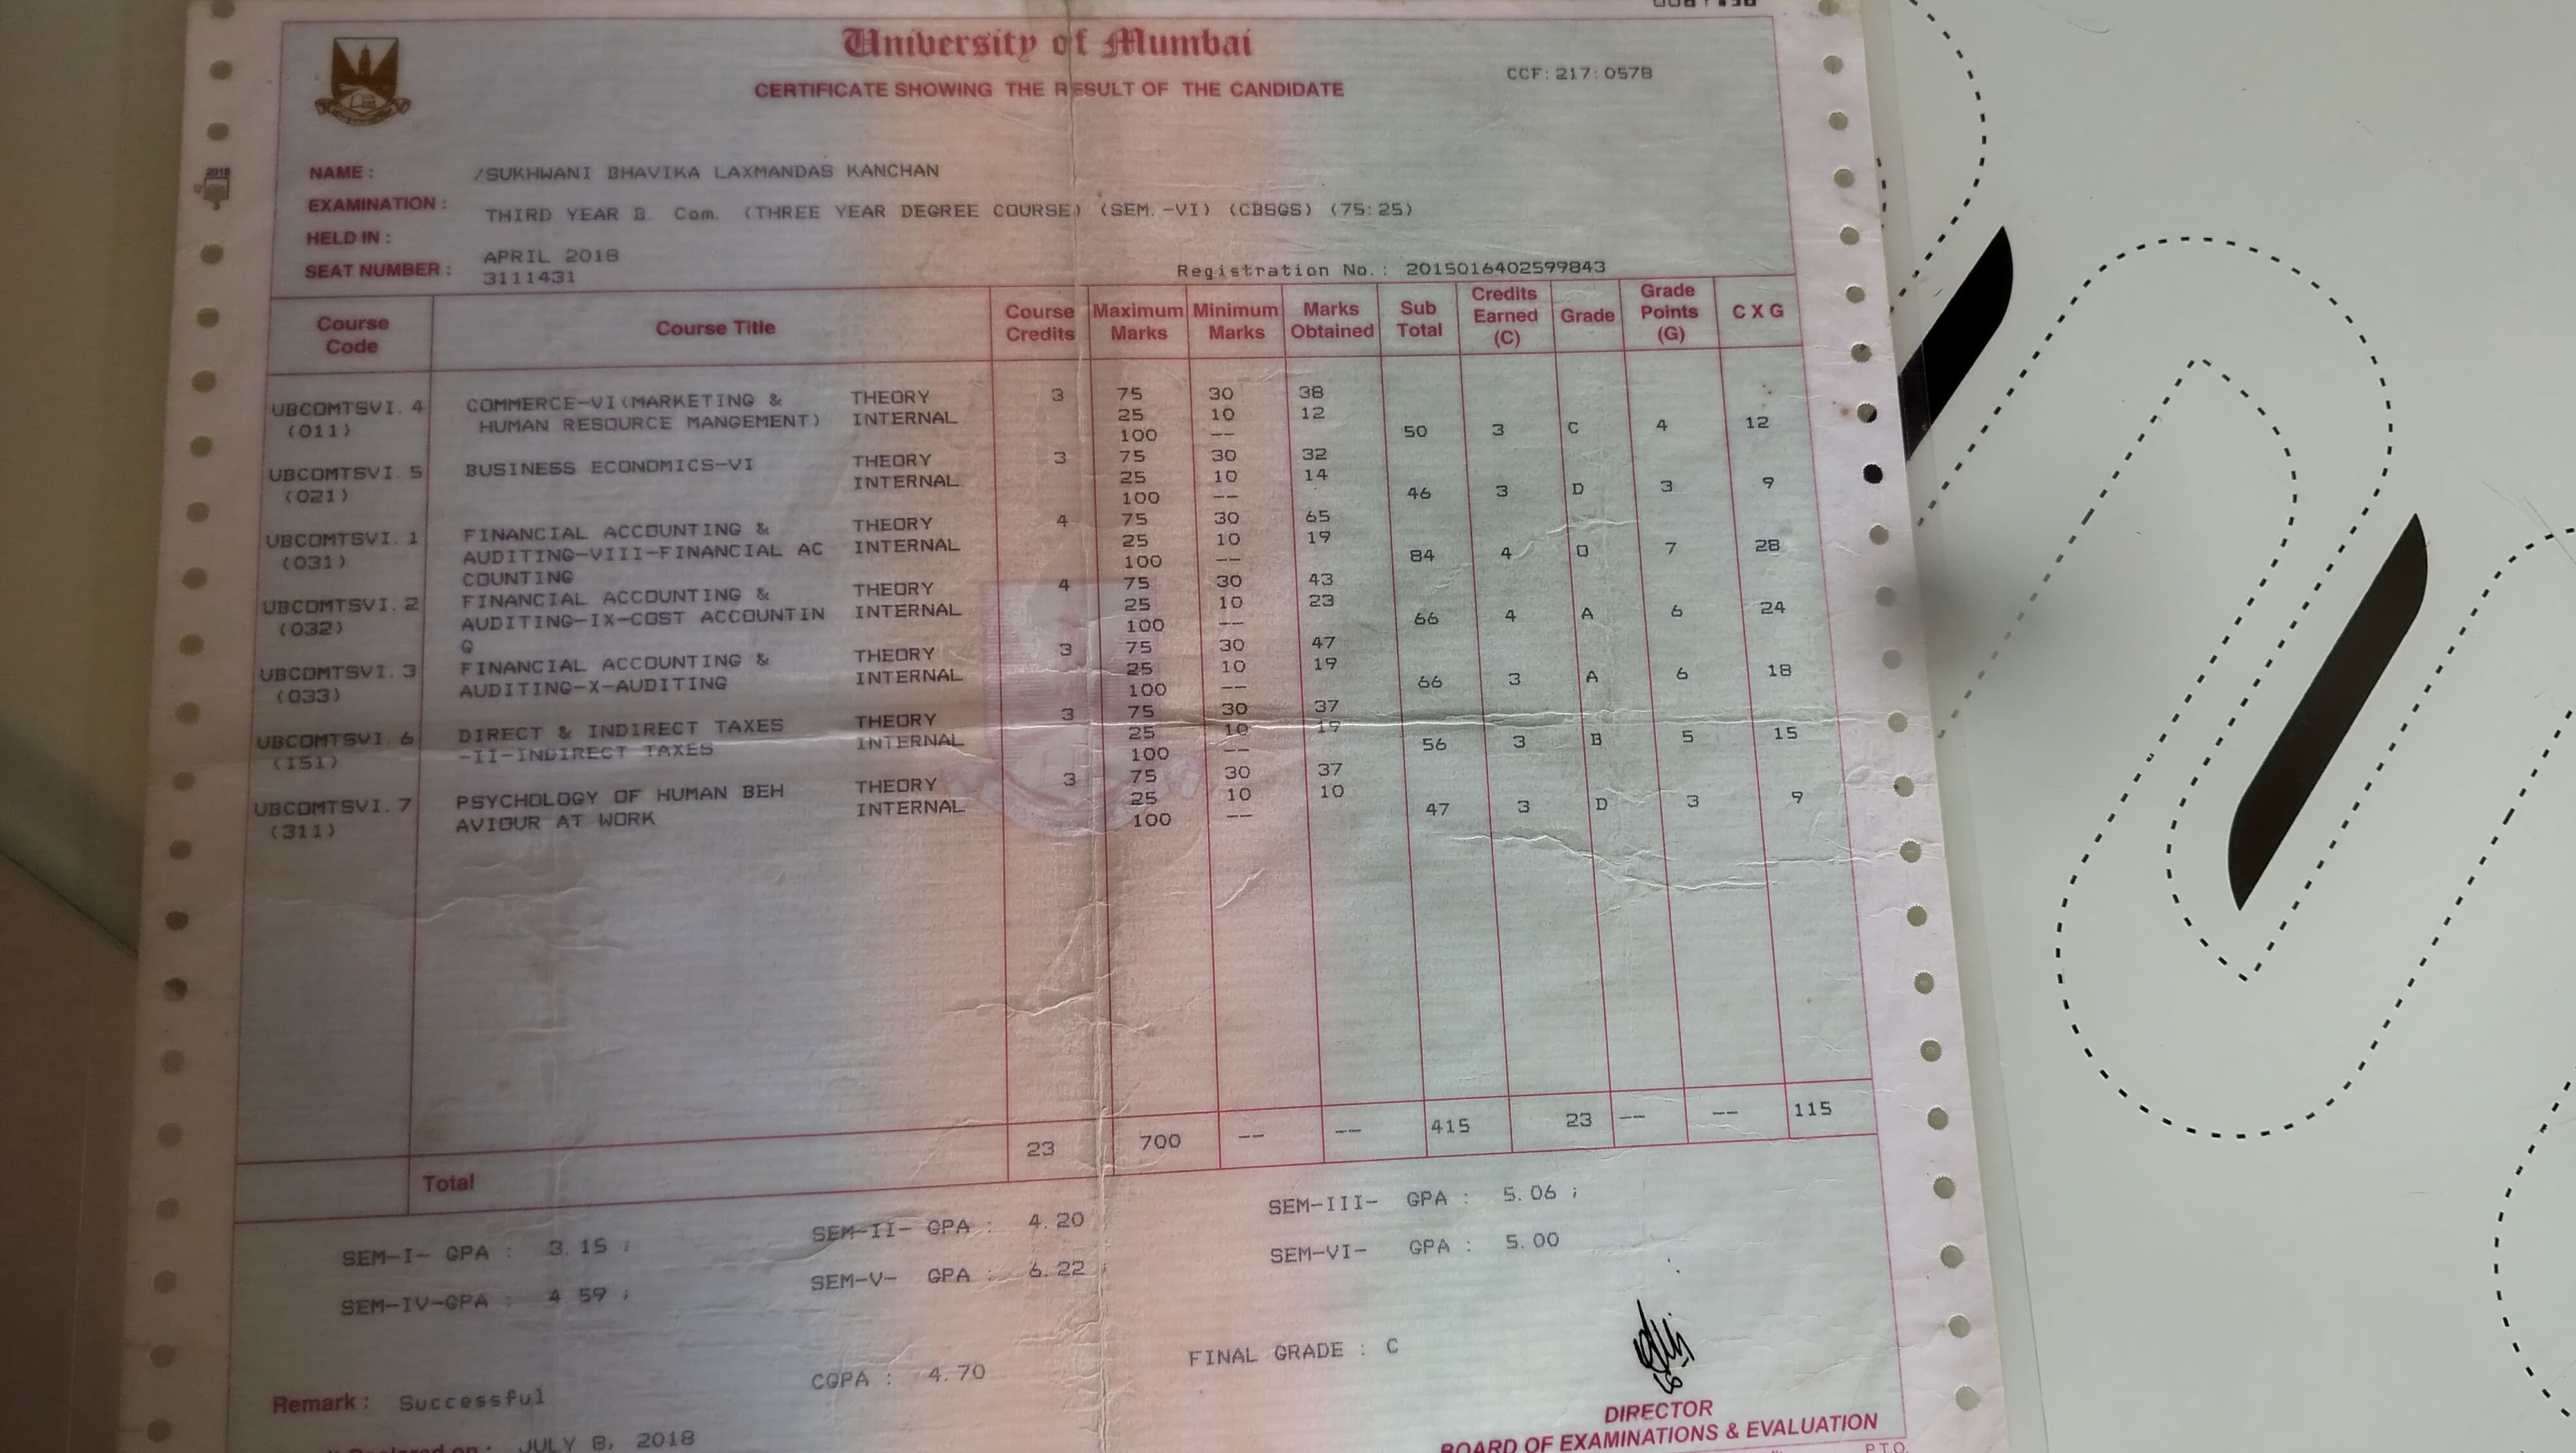 University of Mumbai
CERTIFICATE SHOWING THE RESULT OF THE CANDIDATE
CCF:217:0578
NAME : /SUKHWANI BHAVIKA LAXMANDAS KANCHAN
EXAMINATION : THIRD YEAR B. Com. (THREE YEAR DEGREE COURSE) (SEM.-VI) (CBSGS) (75:25)
HELD IN : APRIL 2018
SEAT NUMBER : 3111431
Registration No.: 2015016402599843
Course Code Course Title Course Credits Maximum Marks Minimum Marks Marks Obtained Sub Total Credits Earned (C) Grade Grade Points (G) C X G
UBCOMTSVI. 4 COMMERCE-VI(MARKETING & THEORY 3 75 30 38
(011) HUMAN RESOURCE MANGEMENT) INTERNAL 25 10 12
100 -- 50 3 C 4 12
UBCOMTSVI. 5 BUSINESS ECONOMICS-VI THEORY 3 75 30 32
(021) INTERNAL 25 10 14
100 -- 46 3 D 3 9
UBCOMTSVI. 1 FINANCIAL ACCOUNTING & THEORY 4 75 30 65
(031) AUDITING-VIII-FINANCIAL AC INTERNAL 25 10 19
COUNTING 100 -- 84 4 O 7 28
UBCOMTSVI. 2 FINANCIAL ACCOUNTING & THEORY 4 75 30 43
(032) AUDITING-IX-COST ACCOUNTIN INTERNAL 25 10 23
G 100 -- 66 4 A 6 24
UBCOMTSVI. 3 FINANCIAL ACCOUNTING & THEORY 3 75 30 47
(033) AUDITING-X-AUDITING INTERNAL 25 10 19
100 -- 66 3 A 6 18
UBCOMTSVI. 6 DIRECT & INDIRECT TAXES THEORY 3 75 30 37
(151) -II-INDIRECT TAXES INTERNAL 25 10 19
100 -- 56 3 B 5 15
UBCOMTSVI. 7 PSYCHOLOGY OF HUMAN BEH THEORY 3 75 30 37
(311) AVIOUR AT WORK INTERNAL 25 10 10
100 -- 47 3 D 3 9
Total 23 700 -- -- 415 23 -- -- 115
SEM-I- GPA : 3.15 ; SEM-II- GPA : 4.20 SEM-III- GPA : 5.06 ;
SEM-IV-GPA : 4.59 ; SEM-V- GPA : 6.22 ; SEM-VI- GPA : 5.00
CGPA : 4.70 FINAL GRADE : C
Remark : Successful
Declared on : JULY 8, 2018
DIRECTOR
BOARD OF EXAMINATIONS & EVALUATION
P.T.O.